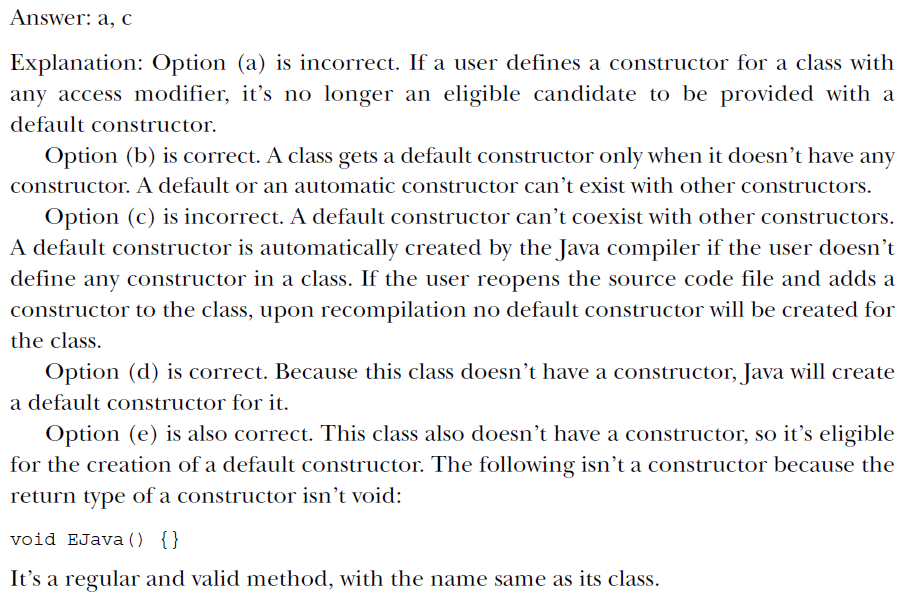 Answer: a, c
Explanation: Option (a) is incorrect. If a user defines a constructor for a class with
any access modifier, it’s no longer an eligible candidate to be provided with a
default constructor.
Option (b) is correct. A class gets a default constructor only when it doesn’t have any
constructor. A default or an automatic constructor can’t exist with other constructors.
Option (c) is incorrect. A default constructor can’t coexist with other constructors.
A default constructor is automatically created by the Java compiler if the user doesn’t
define any constructor in a class. If the user reopens the source code file and adds a
constructor to the class, upon recompilation no default constructor will be created for
the class.
Option (d) is correct. Because this class doesn’t have a constructor, Java will create
a default constructor for it.
Option (e) is also correct. This class also doesn’t have a constructor, so it’s eligible
for the creation of a default constructor. The following isn’t a constructor because the
return type of a constructor isn’t void:
void EJava() {}
It’s a regular and valid method, with the name same as its class.